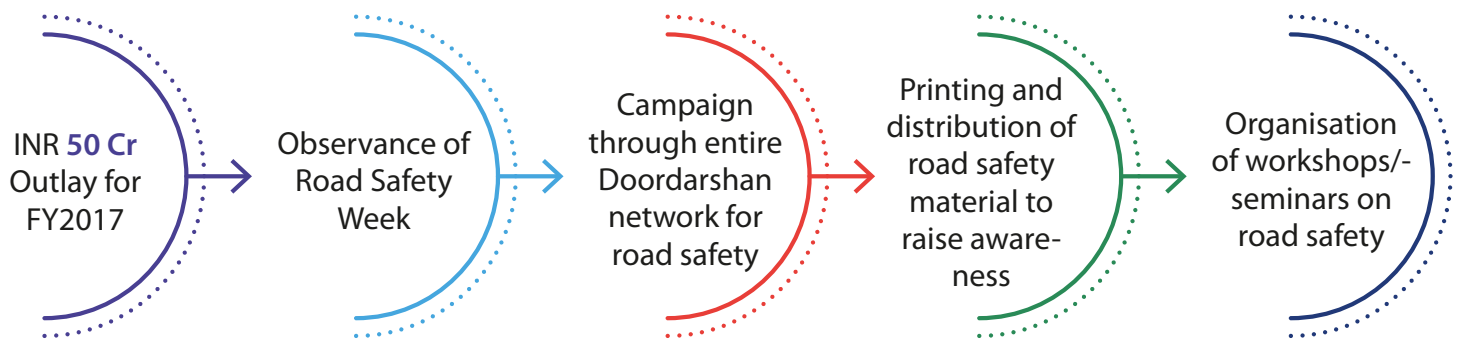 INR 50 Cr
Outlay for
FY2017
Observance of
Road Safety
Week
Campaign
through entire
Doordarshan
network for
road safety
Printing and
distribution of
road safety
material to
raise aware-
ness
Organisation
of workshops/-
seminars on
road safety